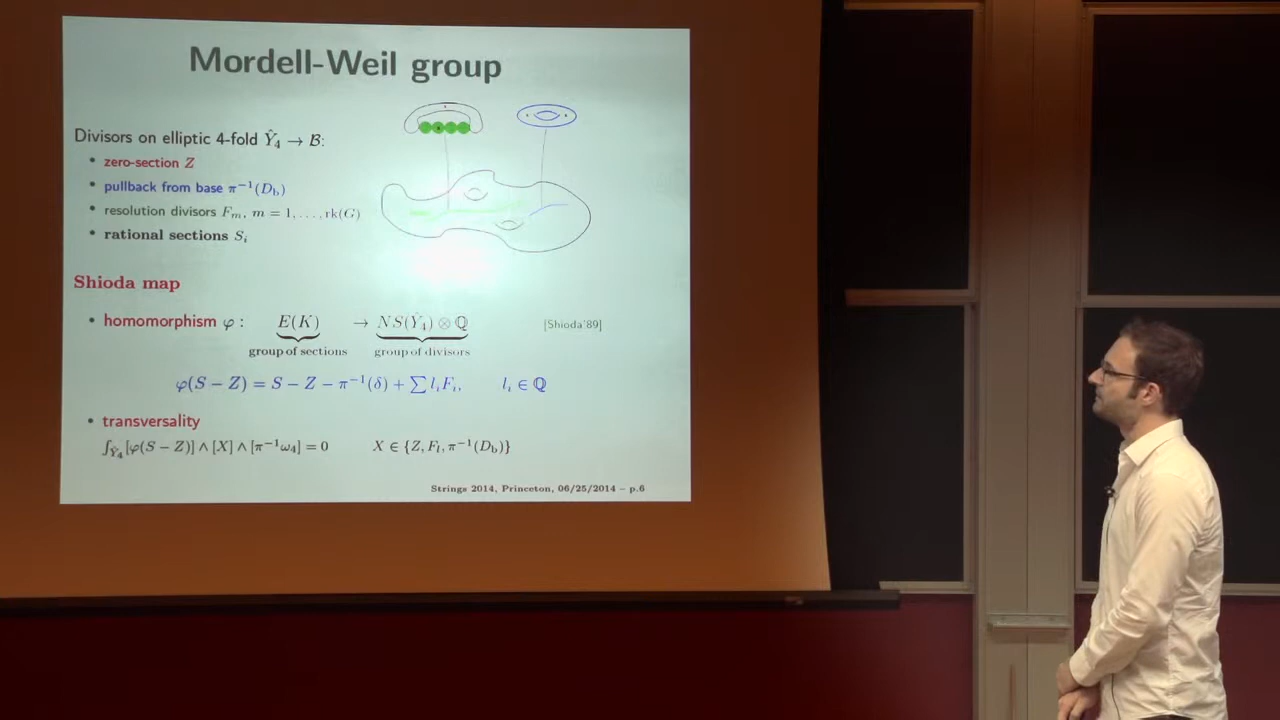 Mordell-Weil group
Divisors on elliptic 4-fold Ŷ₄ → ℬ:
• zero-section Z
• pullback from base π⁻¹(D_b)
• resolution divisors F_m, m = 1, . . . , rk(G)
• rational sections S_i
Shioda map
• homomorphism φ : E(K) → NS(Ŷ₄) ⊗ ℚ [Shioda'89]
group of sections group of divisors
φ(S − Z) = S − Z − π⁻¹(δ) + ∑ l_i F_i, l_i ∈ ℚ
• transversality
∫_Ŷ₄ [φ(S − Z)] ∧ [X] ∧ [π⁻¹ω₄] = 0 X ∈ {Z, F_l, π⁻¹(D_b)}
Strings 2014, Princeton, 06/25/2014 – p.6